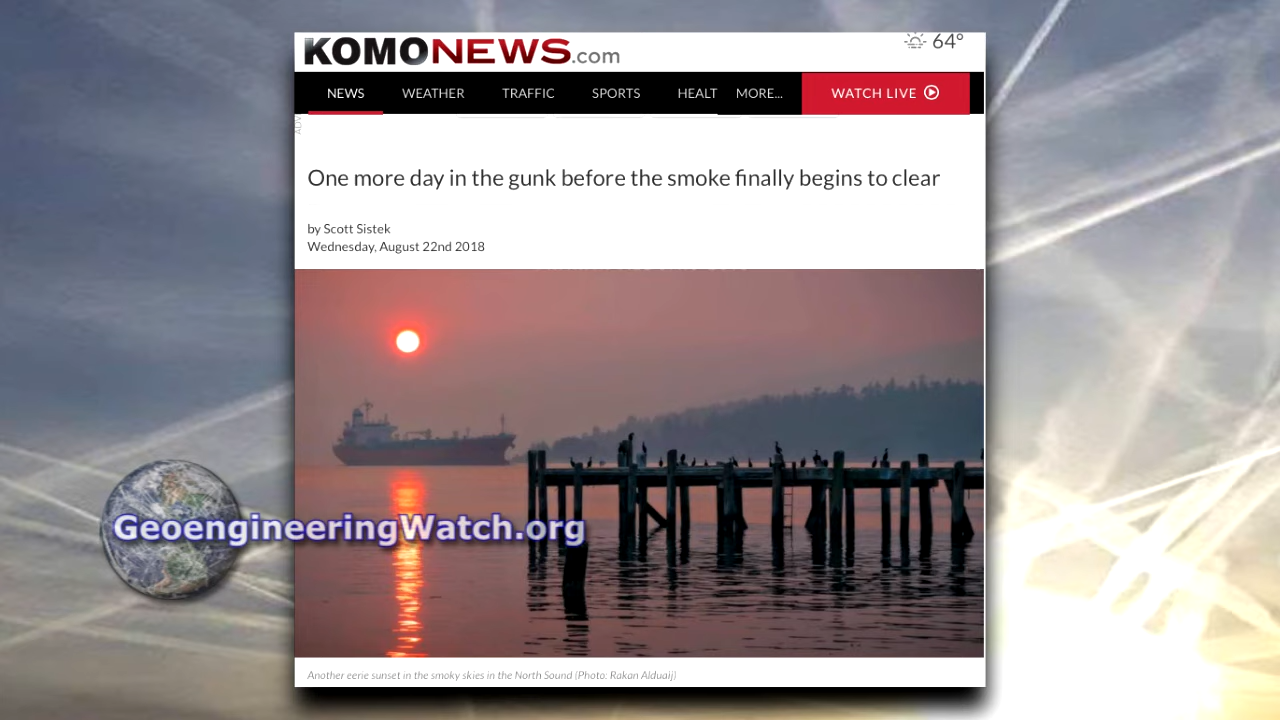 KOMONEWS.com
64°
NEWS WEATHER TRAFFIC SPORTS HEALT MORE... WATCH LIVE
ADV
One more day in the gunk before the smoke finally begins to clear
by Scott Sistek
Wednesday, August 22nd 2018
GeoengineeringWatch.org
Another eerie sunset in the smoky skies in the North Sound (Photo: Rakan Alduaij)